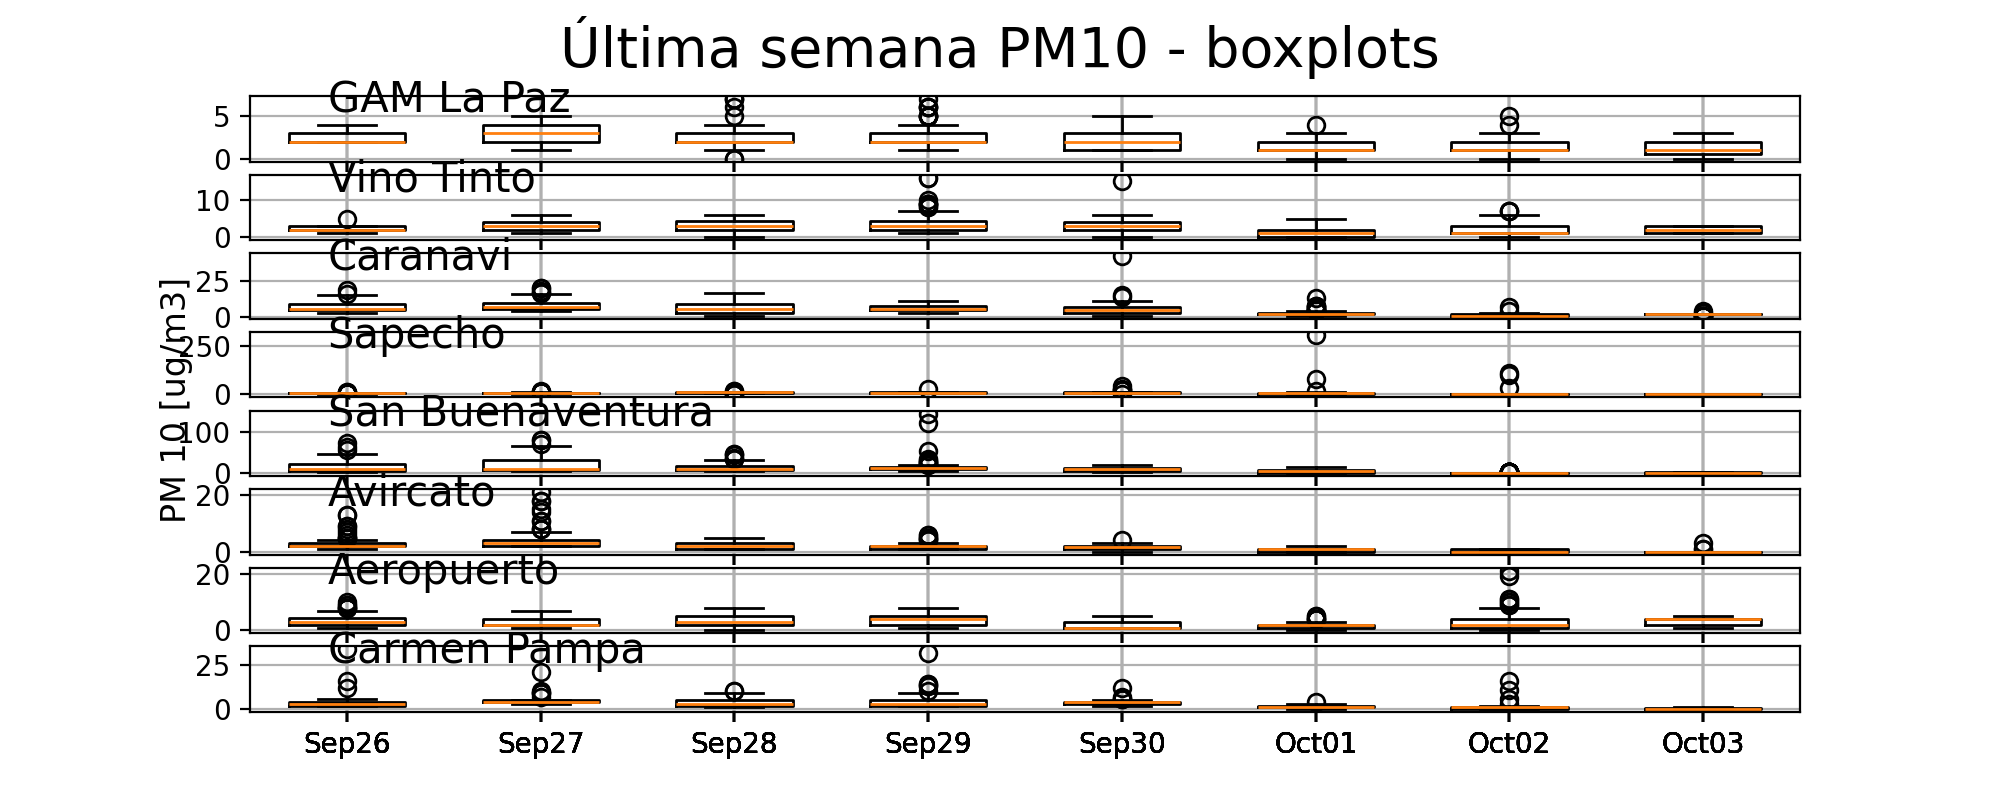 Última semana PM10 - boxplots
GAM La Paz
5
0
Vino Tinto
10
0
Caranavi
25
0
Sapecho
250
0
San Buenaventura
100
0
Avircato
20
0
Aeropuerto
20
0
Carmen Pampa
25
0
PM 10 [ug/m3]
Sep26 Sep27 Sep28 Sep29 Sep30 Oct01 Oct02 Oct03